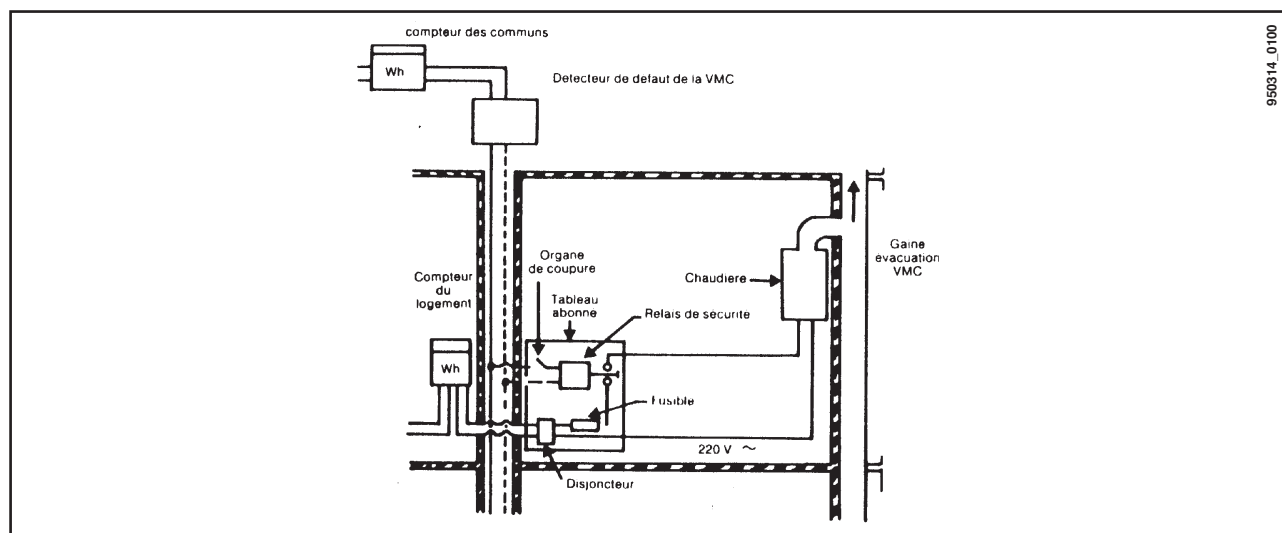 compteur des communs
Wh
Detecteur de defaut de la VMC
950314_0100
Organe
de coupure
Compteur
du
logement
Tableau
abonne
Relais de securite
Chaudiere
Gaine
evacuation
VMC
Wh
Fusible
220 V ~
Disjoncteur